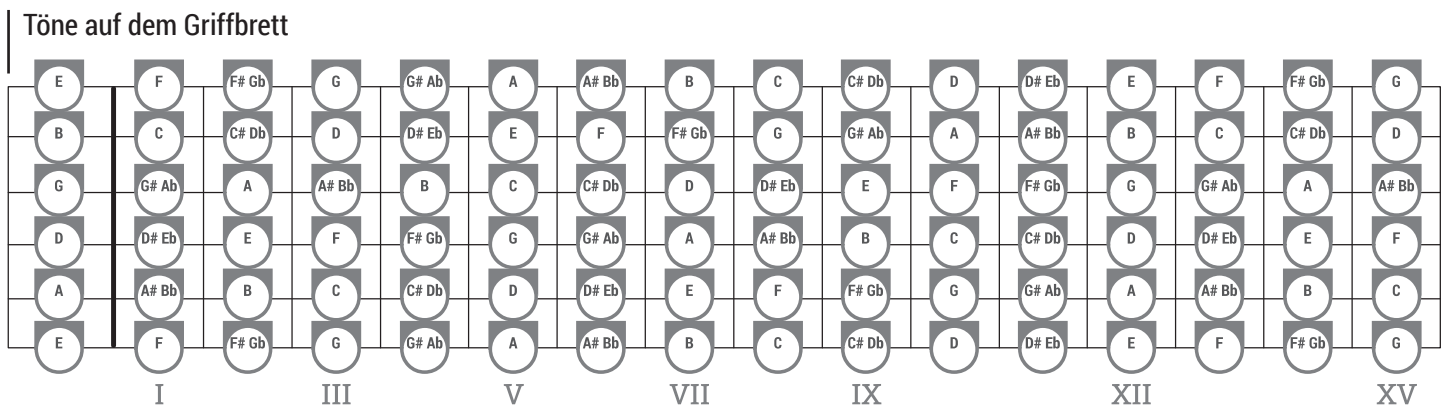 Töne auf dem Griffbrett
E F F# Gb G G# Ab A A# Bb B C C# Db D D# Eb E F F# Gb G
B C C# Db D D# Eb E F F# Gb G G# Ab A A# Bb B C C# Db D
G G# Ab A A# Bb B C C# Db D D# Eb E F F# Gb G G# Ab A A# Bb
D D# Eb E F F# Gb G G# Ab A A# Bb B C C# Db D D# Eb E F
A A# Bb B C C# Db D D# Eb E F F# Gb G G# Ab A A# Bb B C
E F F# Gb G G# Ab A A# Bb B C C# Db D D# Eb E F F# Gb G
I III V VII IX XII XV